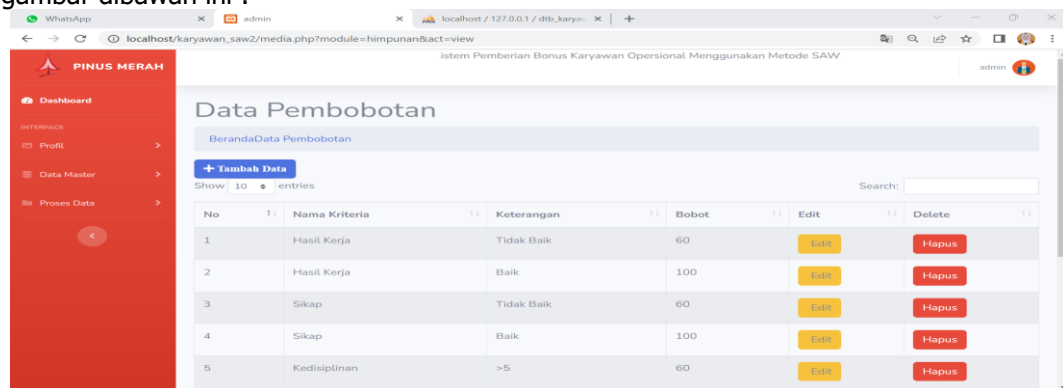 gambar dibawah ini :
WhatsApp
admin
localhost / 127.0.0.1 / dtb_karyaw
localhost/karyawan_saw2/media.php?module=himpunan&act=view
PINUS MERAH
istem Pemberian Bonus Karyawan Opersional Menggunakan Metode SAW
admin
Dashboard
INTERFACE
Profil
Data Master
Proses Data
Data Pembobotan
BerandaData Pembobotan
+ Tambah Data
Show 10 entries
Search:
No Nama Kriteria Keterangan Bobot Edit Delete
1 Hasil Kerja Tidak Baik 60 Edit Hapus
2 Hasil Kerja Baik 100 Edit Hapus
3 Sikap Tidak Baik 60 Edit Hapus
4 Sikap Baik 100 Edit Hapus
5 Kedisiplinan >5 60 Edit Hapus